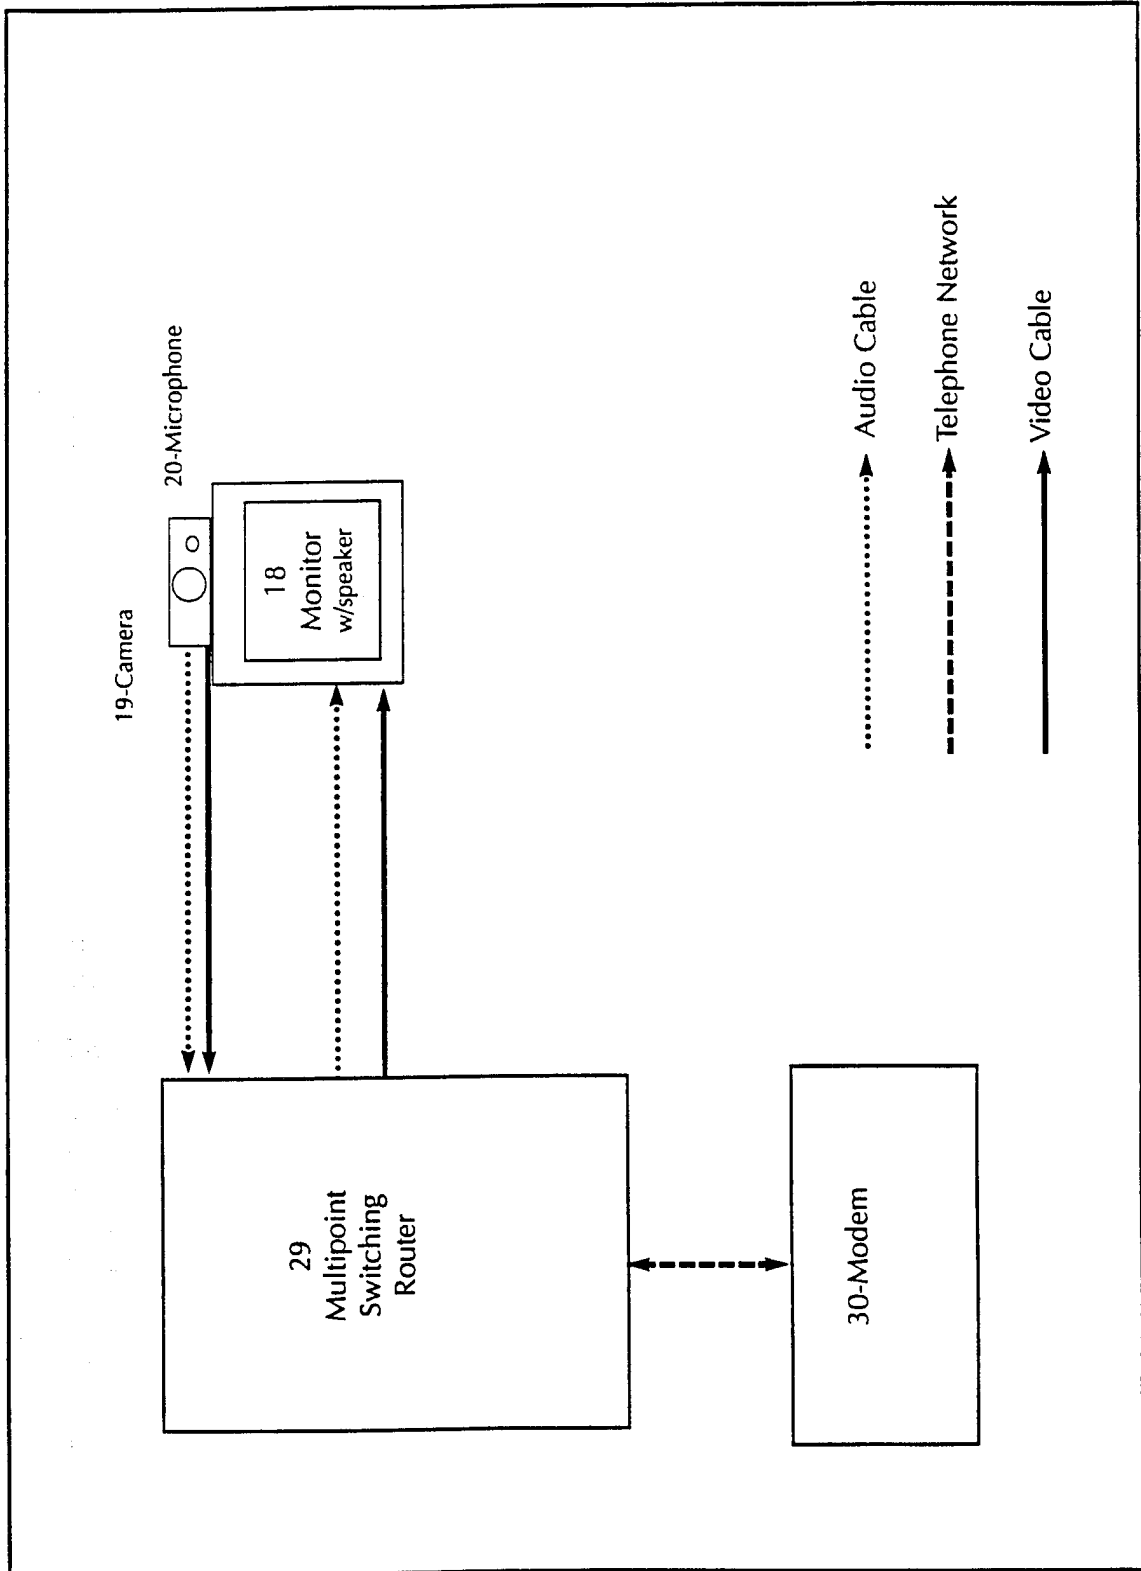 19-Camera
20-Microphone
18
Monitor
w/speaker
29
Multipoint
Switching
Router
30-Modem
Audio Cable
Telephone Network
Video Cable